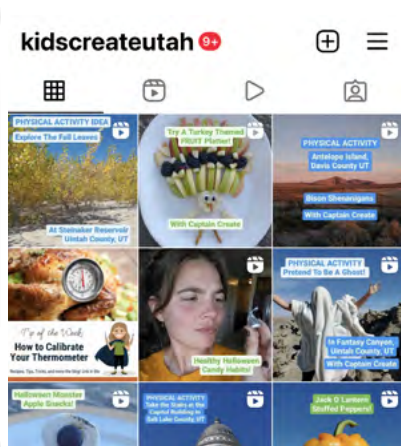 kidscreateutah 9+
PHYSICAL ACTIVITY IDEA
Explore The Fall Leaves
At Steinaker Reservoir
Uintah County, UT
Try A Turkey Themed
FRUIT Platter!
With Captain Create
PHYSICAL ACTIVITY
Antelope Island,
Davis County UT
Bison Shenanigans
With Captain Create
Tip of the Week:
How to Calibrate
Your Thermometer
Healthy Halloween
Candy Habits!
PHYSICAL ACTIVITY
Pretend To Be A Ghost!
In Fantasy Canyon,
Uintah County, UT
With Captain Create
Halloween Monster
Apple Snacks!
PHYSICAL ACTIVITY
Take the Stairs at the
Capitol Building in
Salt Lake County, UT
Jack O Lantern
Stuffed Peppers!